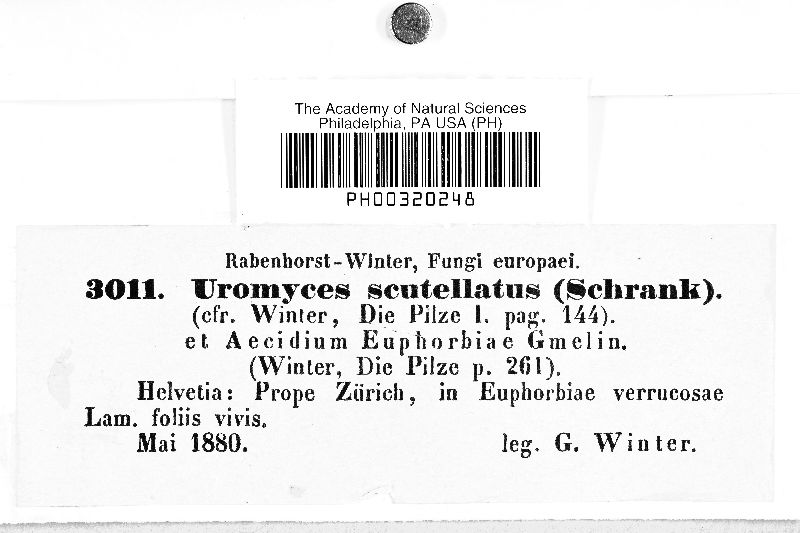 The Academy of Natural Sciences
Philadelphia, PA USA (PH)
PH00320248
Rabenhorst-Winter, Fungi europaei.
3011. Uromyces scutellatus (Schrank).
(cfr. Winter, Die Pilze I. pag. 144).
et Aecidium Euphorbiae Gmelin.
(Winter, Die Pilze p. 261).
Helvetia: Prope Zürich, in Euphorbiae verrucosae
Lam. foliis vivis.
Mai 1880. leg. G. Winter.